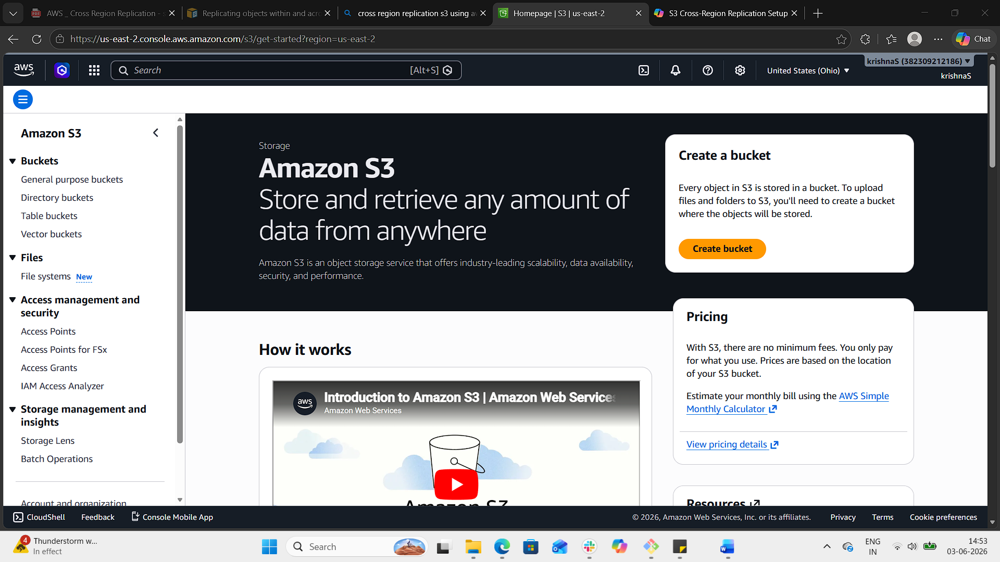 AWS _ Cross Region Replication - s
Replicating objects within and acro
cross region replication s3 using aw
Homepage | S3 | us-east-2
S3 Cross-Region Replication Setup
https://us-east-2.console.aws.amazon.com/s3/get-started?region=us-east-2
Chat
aws
Search
[Alt+S]
United States (Ohio)
krishnaS (382309212186)
krishnaS
Amazon S3
Buckets
General purpose buckets
Directory buckets
Table buckets
Vector buckets
Files
File systems New
Access management and
security
Access Points
Access Points for FSx
Access Grants
IAM Access Analyzer
Storage management and
insights
Storage Lens
Batch Operations
Account and organization
Storage
Amazon S3
Store and retrieve any amount of
data from anywhere
Amazon S3 is an object storage service that offers industry-leading scalability, data availability,
security, and performance.
Create a bucket
Every object in S3 is stored in a bucket. To upload
files and folders to S3, you'll need to create a bucket
where the objects will be stored.
Create bucket
How it works
aws
Introduction to Amazon S3 | Amazon Web Services
Amazon Web Services
Amazon S3
Pricing
With S3, there are no minimum fees. You only pay
for what you use. Prices are based on the location
of your S3 bucket.
Estimate your monthly bill using the AWS Simple
Monthly Calculator
View pricing details
Resources
CloudShell
Feedback
Console Mobile App
© 2026, Amazon Web Services, Inc. or its affiliates.
Privacy
Terms
Cookie preferences
4
Thunderstorm w...
In effect
Search
ENG
IN
14:53
03-06-2026